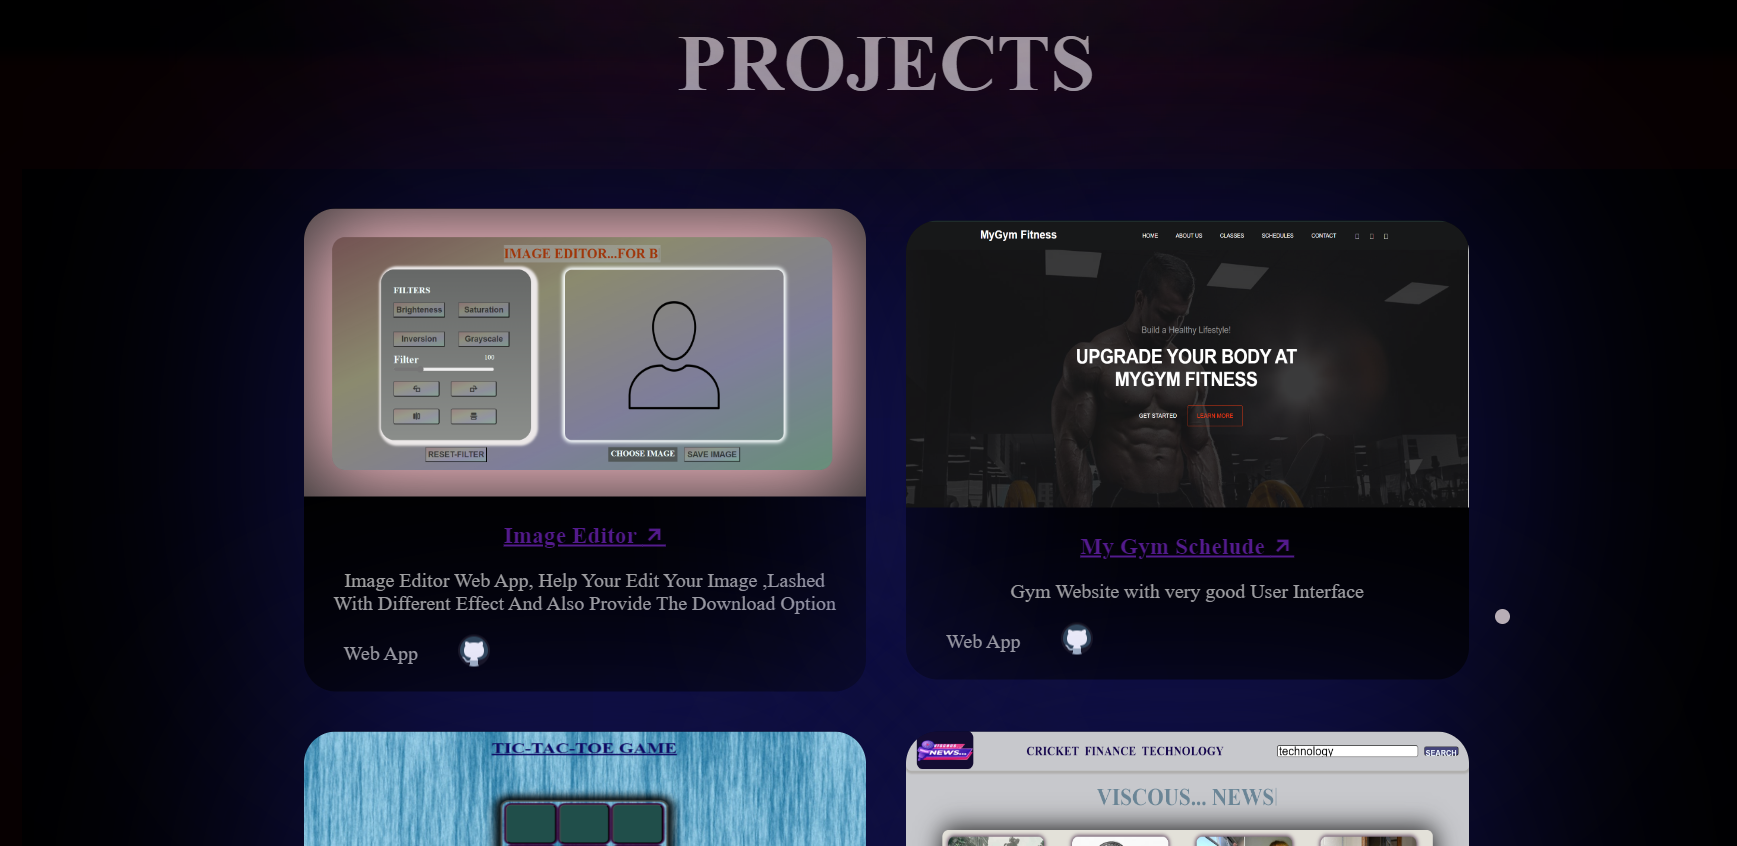 PROJECTS
IMAGE EDITOR...FOR B
FILTERS
Brighteness Saturation
Inversion Grayscale
Filter 100
RESET-FILTER
CHOOSE IMAGE SAVE IMAGE
Image Editor
Image Editor Web App, Help Your Edit Your Image ,Lashed
With Different Effect And Also Provide The Download Option
Web App
MyGym Fitness HOME ABOUT US CLASSES SCHEDULES CONTACT
Build a Healthy Lifestyle!
UPGRADE YOUR BODY AT
MYGYM FITNESS
GET STARTED LEARN MORE
My Gym Schelude
Gym Website with very good User Interface
Web App
TIC-TAC-TOE GAME
VISCOUS
NEWS...
CRICKET FINANCE TECHNOLOGY technology SEARCH
VISCOUS... NEWS